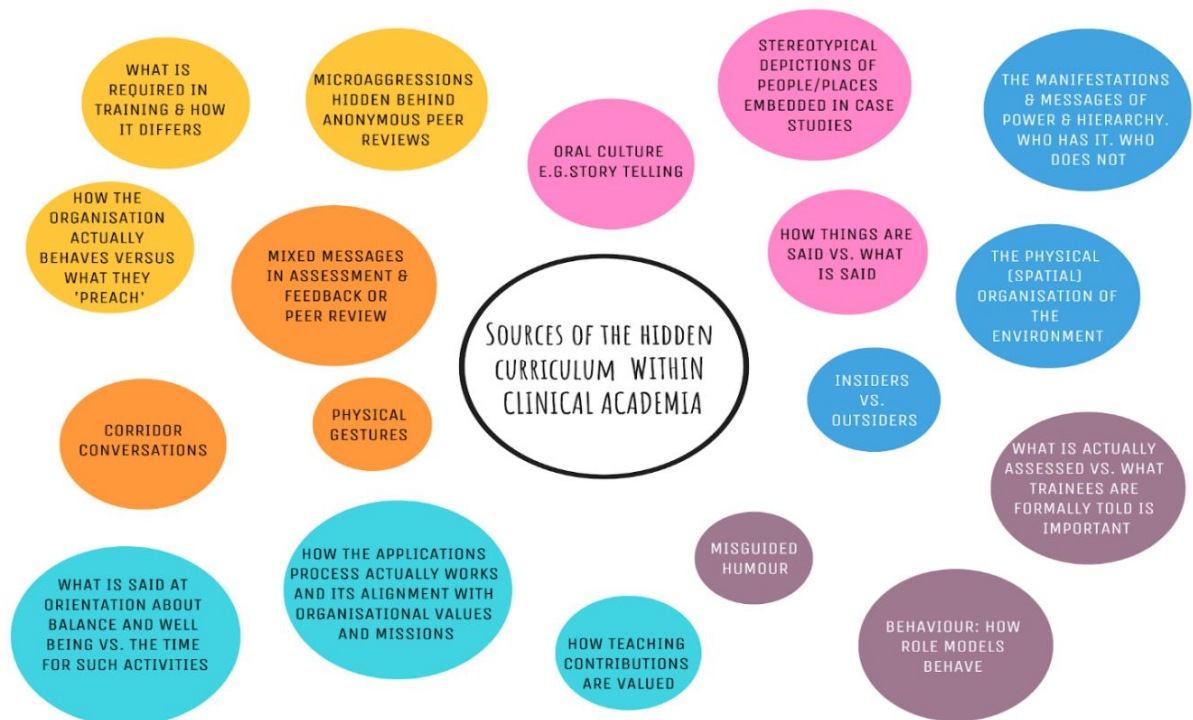 WHAT IS
REQUIRED IN
TRAINING & HOW
IT DIFFERS
MICROAGGRESSIONS
HIDDEN BEHIND
ANONYMOUS PEER
REVIEWS
ORAL CULTURE
E.G.STORY TELLING
STEREOTYPICAL
DEPICTIONS OF
PEOPLE/PLACES
EMBEDDED IN CASE
STUDIES
THE MANIFESTATIONS
& MESSAGES OF
POWER & HIERARCHY.
WHO HAS IT. WHO
DOES NOT
HOW THE
ORGANISATION
ACTUALLY
BEHAVES VERSUS
WHAT THEY
'PREACH'
MIXED MESSAGES
IN ASSESSMENT &
FEEDBACK OR
PEER REVIEW
HOW THINGS ARE
SAID VS. WHAT
IS SAID
THE PHYSICAL
(SPATIAL)
ORGANISATION OF
THE
ENVIRONMENT
SOURCES OF THE HIDDEN
CURRICULUM WITHIN
CLINICAL ACADEMIA
INSIDERS
VS.
OUTSIDERS
CORRIDOR
CONVERSATIONS
PHYSICAL
GESTURES
WHAT IS ACTUALLY
ASSESSED VS. WHAT
TRAINEES ARE
FORMALLY TOLD IS
IMPORTANT
WHAT IS SAID AT
ORIENTATION ABOUT
BALANCE AND WELL
BEING VS. THE TIME
FOR SUCH ACTIVITIES
HOW THE APPLICATIONS
PROCESS ACTUALLY WORKS
AND ITS ALIGNMENT WITH
ORGANISATIONAL VALUES
AND MISSIONS
MISGUIDED
HUMOUR
HOW TEACHING
CONTRIBUTIONS
ARE VALUED
BEHAVIOUR: HOW
ROLE MODELS
BEHAVE